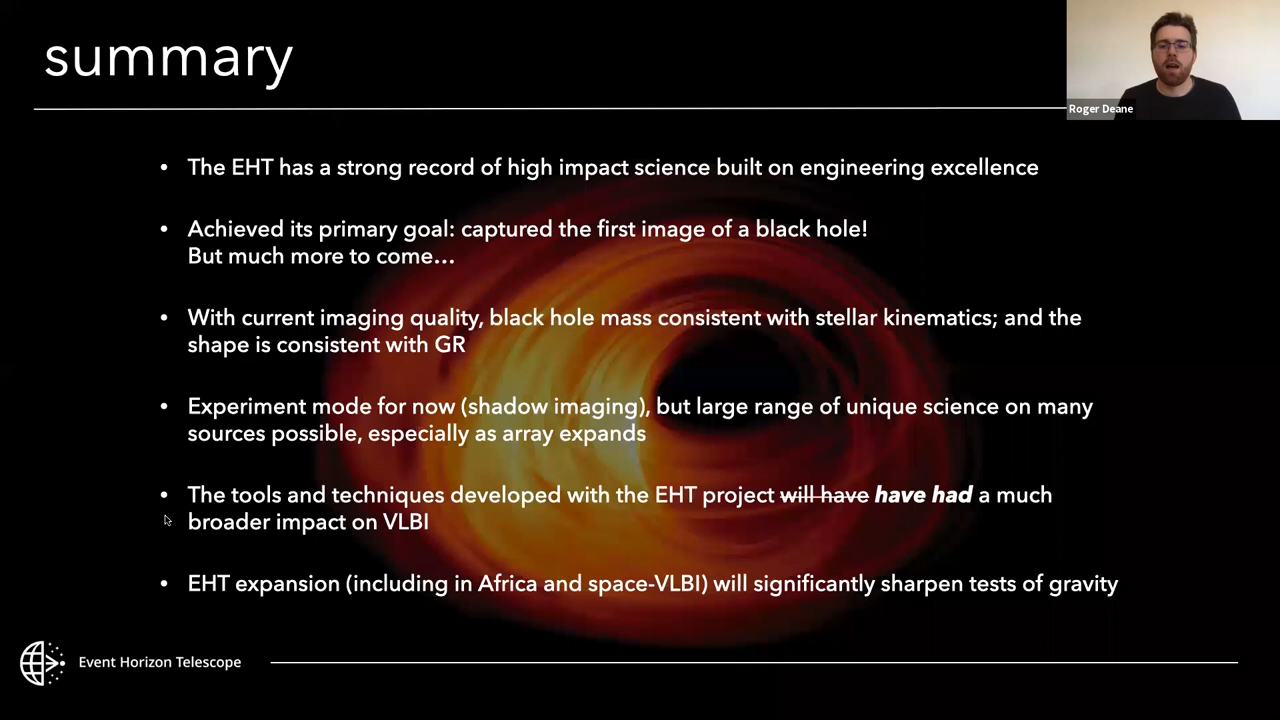 summary
Roger Deane
• The EHT has a strong record of high impact science built on engineering excellence
• Achieved its primary goal: captured the first image of a black hole!
But much more to come...
• With current imaging quality, black hole mass consistent with stellar kinematics; and the
shape is consistent with GR
• Experiment mode for now (shadow imaging), but large range of unique science on many
sources possible, especially as array expands
• The tools and techniques developed with the EHT project will have have had a much
broader impact on VLBI
• EHT expansion (including in Africa and space-VLBI) will significantly sharpen tests of gravity
Event Horizon Telescope